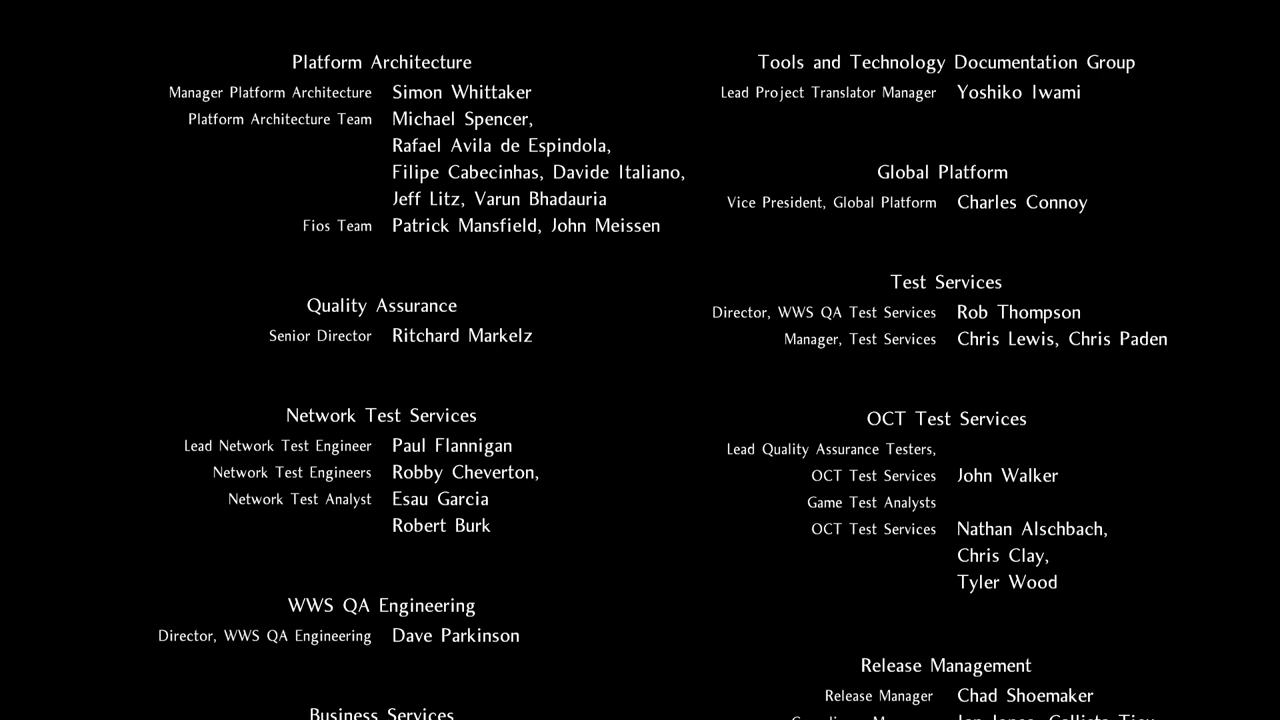 Platform Architecture
Manager Platform Architecture Simon Whittaker
Platform Architecture Team Michael Spencer,
Rafael Avila de Espindola,
Filipe Cabecinhas, Davide Italiano,
Jeff Litz, Varun Bhadauria
Fios Team Patrick Mansfield, John Meissen
Quality Assurance
Senior Director Ritchard Markelz
Network Test Services
Lead Network Test Engineer Paul Flannigan
Network Test Engineers Robby Cheverton,
Network Test Analyst Esau Garcia
Robert Burk
WWS QA Engineering
Director, WWS QA Engineering Dave Parkinson
Business Services
Tools and Technology Documentation Group
Lead Project Translator Manager Yoshiko Iwami
Global Platform
Vice President, Global Platform Charles Connoy
Test Services
Director, WWS QA Test Services Rob Thompson
Manager, Test Services Chris Lewis, Chris Paden
OCT Test Services
Lead Quality Assurance Testers,
OCT Test Services John Walker
Game Test Analysts
OCT Test Services Nathan Alschbach,
Chris Clay,
Tyler Wood
Release Management
Release Manager Chad Shoemaker